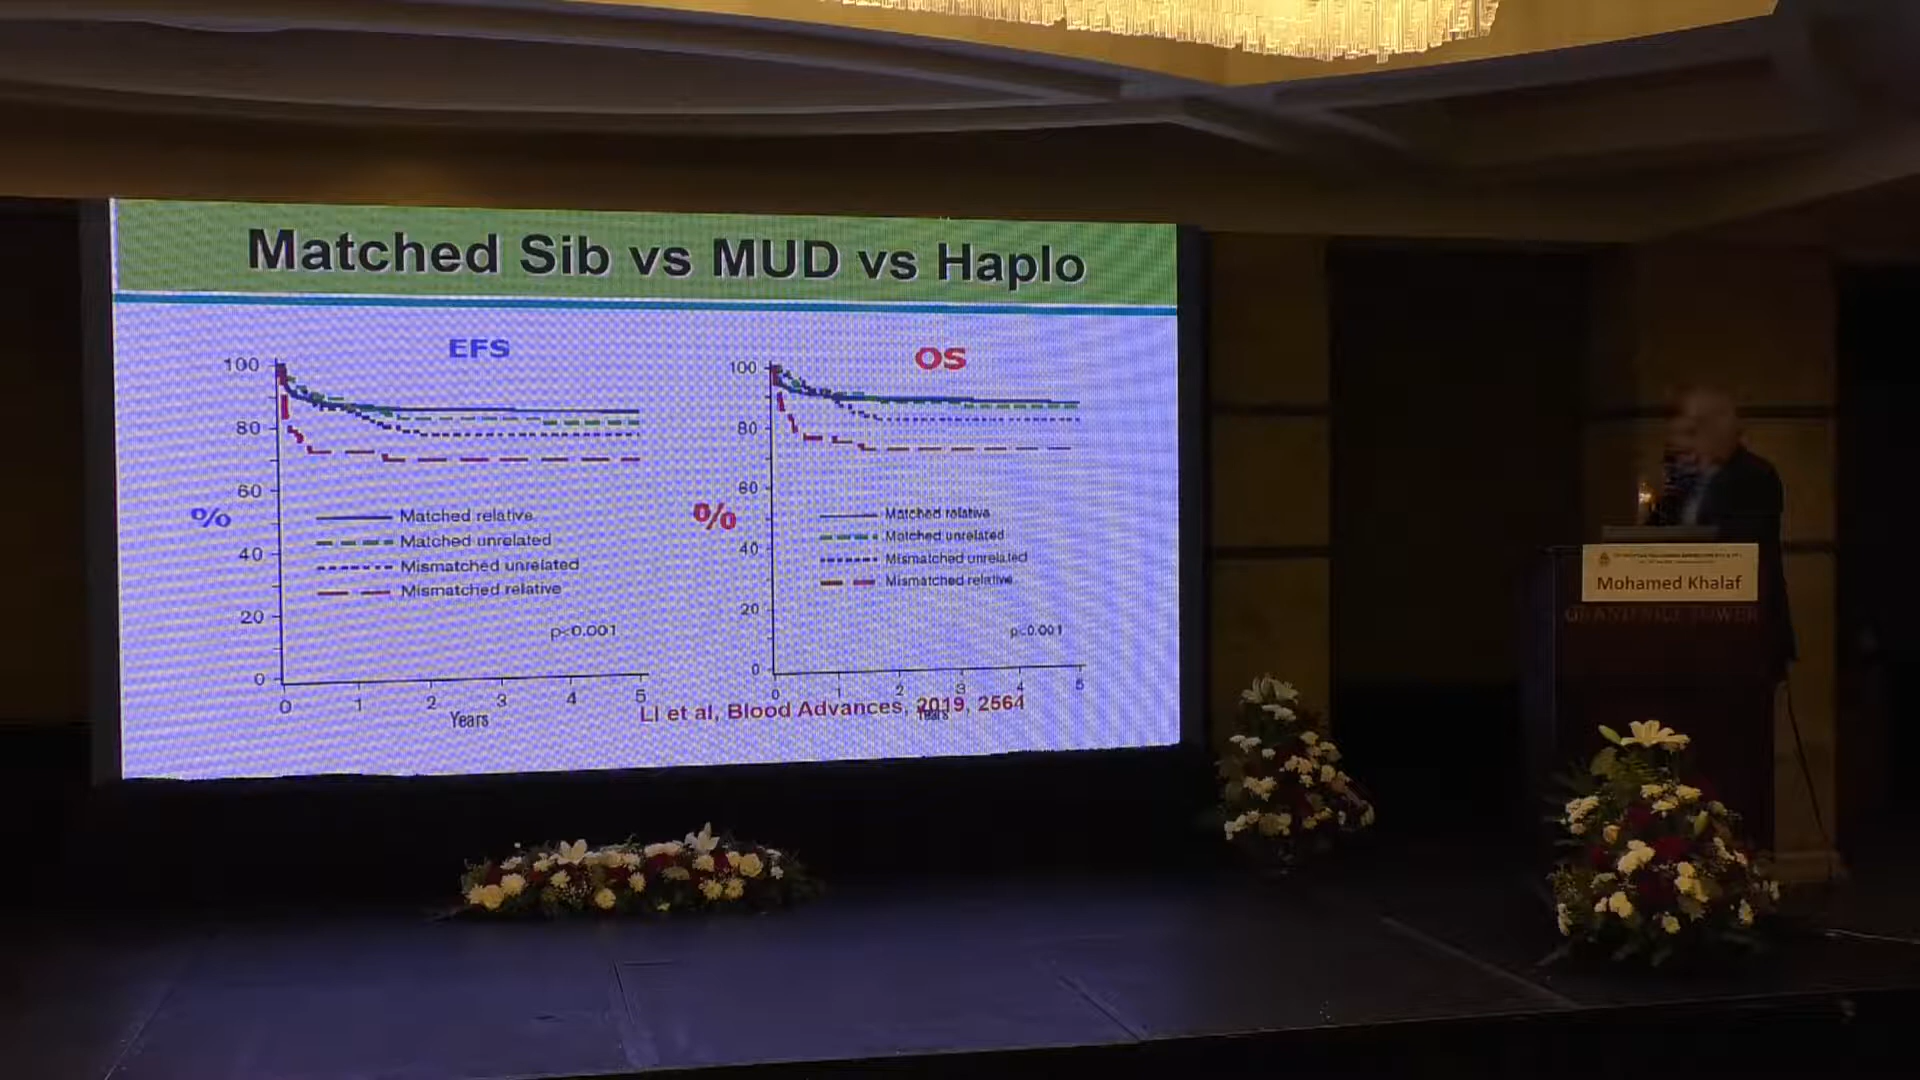 Matched Sib vs MUD vs Haplo
EFS
100
80
60
40
20
0
%
Matched relative
Matched unrelated
Mismatched unrelated
Mismatched relative
p<0.001
0 1 2 3 4 5
Years
OS
100
80
60
40
20
0
%
Matched relative
Matched unrelated
Mismatched unrelated
Mismatched relative
p<0.001
0 1 2 3 4 5
Years
LI et al, Blood Advances, 2019, 2564
Mohamed Khalaf
GRAND NILE TOWER